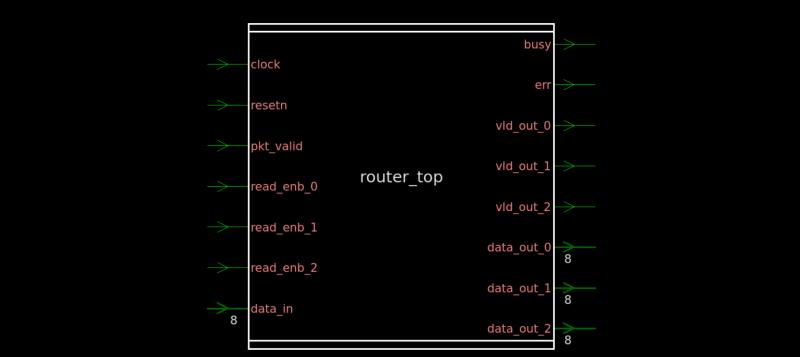 busy
clock
err
resetn
vld_out_0
pkt_valid
vld_out_1
router_top
read_enb_0
vld_out_2
read_enb_1
data_out_0
8
read_enb_2
data_out_1
8
data_in
8
data_out_2
8